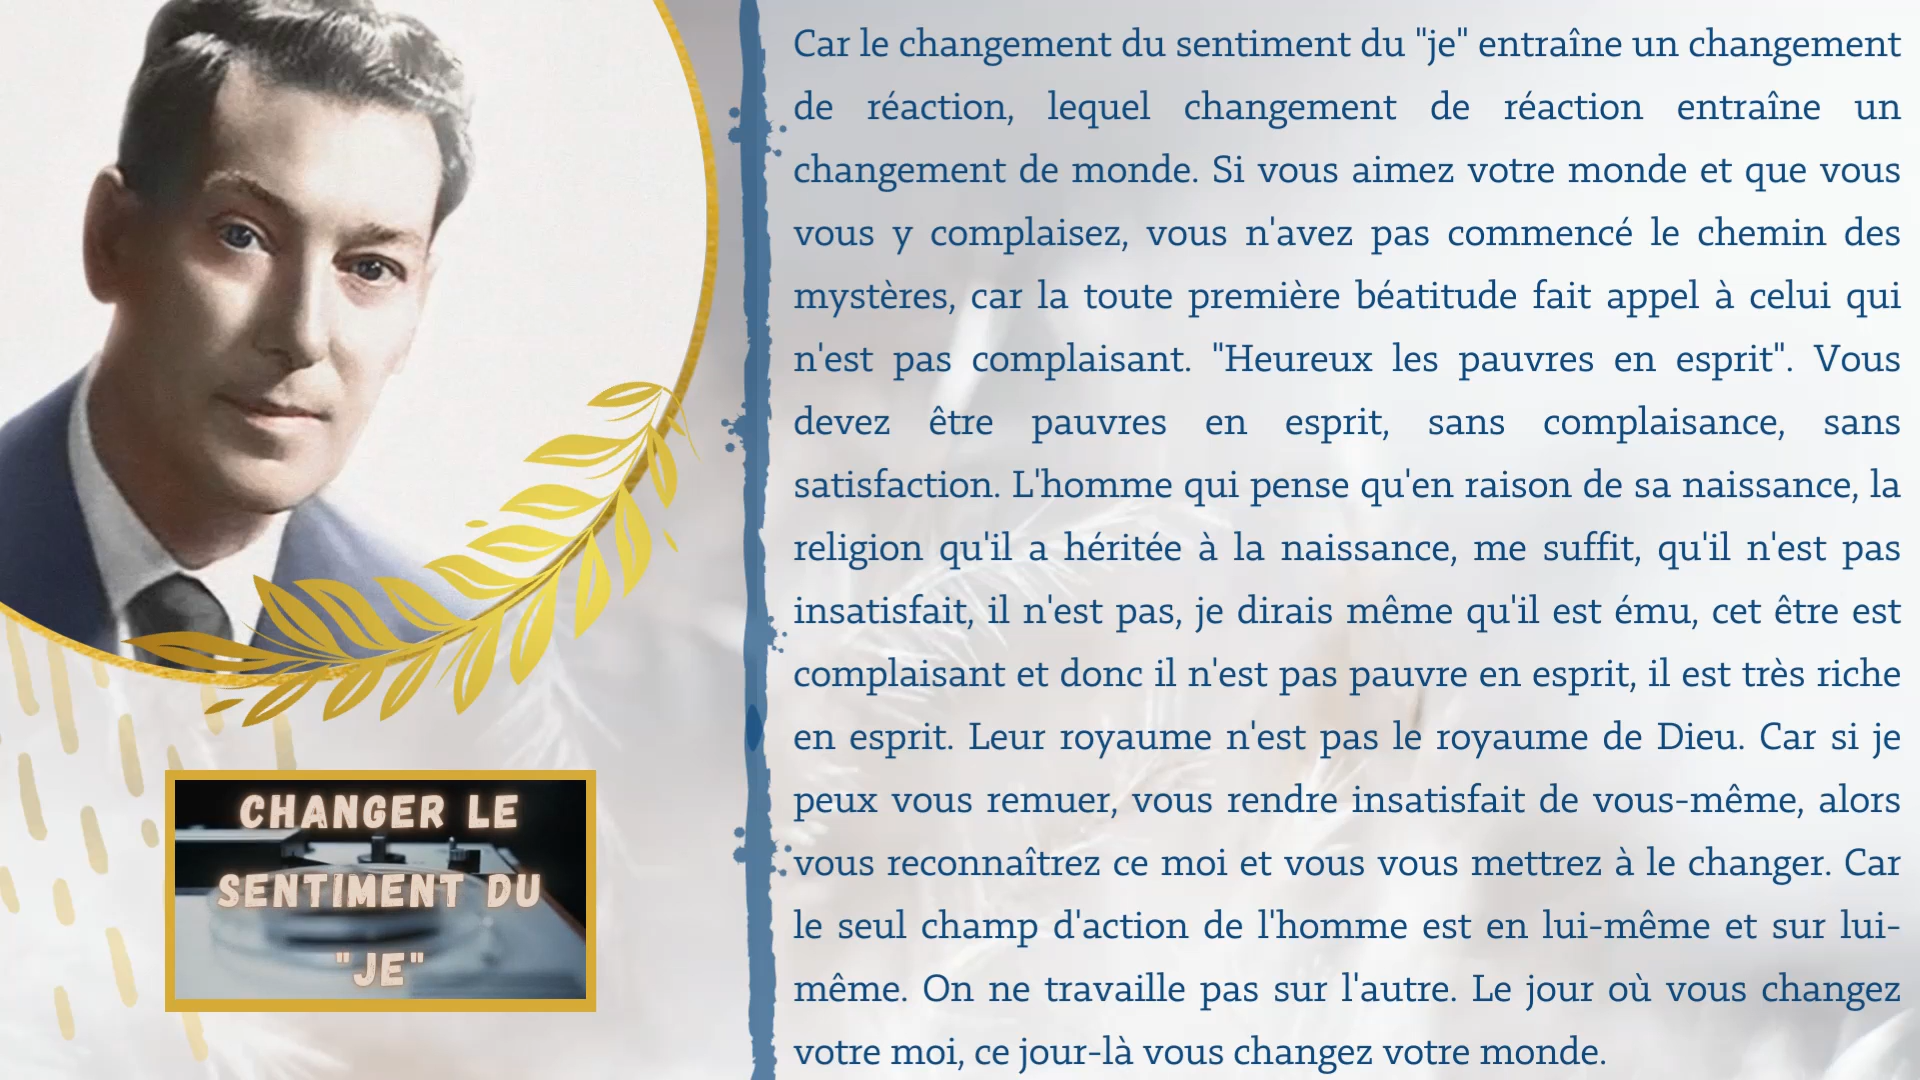 Car le changement du sentiment du "je" entraîne un changement
de réaction, lequel changement de réaction entraîne un
changement de monde. Si vous aimez votre monde et que vous
vous y complaisez, vous n'avez pas commencé le chemin des
mystères, car la toute première béatitude fait appel à celui qui
n'est pas complaisant. "Heureux les pauvres en esprit". Vous
devez être pauvres en esprit, sans complaisance, sans
satisfaction. L'homme qui pense qu'en raison de sa naissance, la
religion qu'il a héritée à la naissance, me suffit, qu'il n'est pas
insatisfait, il n'est pas, je dirais même qu'il est ému, cet être est
complaisant et donc il n'est pas pauvre en esprit, il est très riche
en esprit. Leur royaume n'est pas le royaume de Dieu. Car si je
peux vous remuer, vous rendre insatisfait de vous-même, alors
vous reconnaîtrez ce moi et vous vous mettrez à le changer. Car
le seul champ d'action de l'homme est en lui-même et sur lui-
même. On ne travaille pas sur l'autre. Le jour où vous changez
votre moi, ce jour-là vous changez votre monde.
CHANGER LE
SENTIMENT DU
"JE"